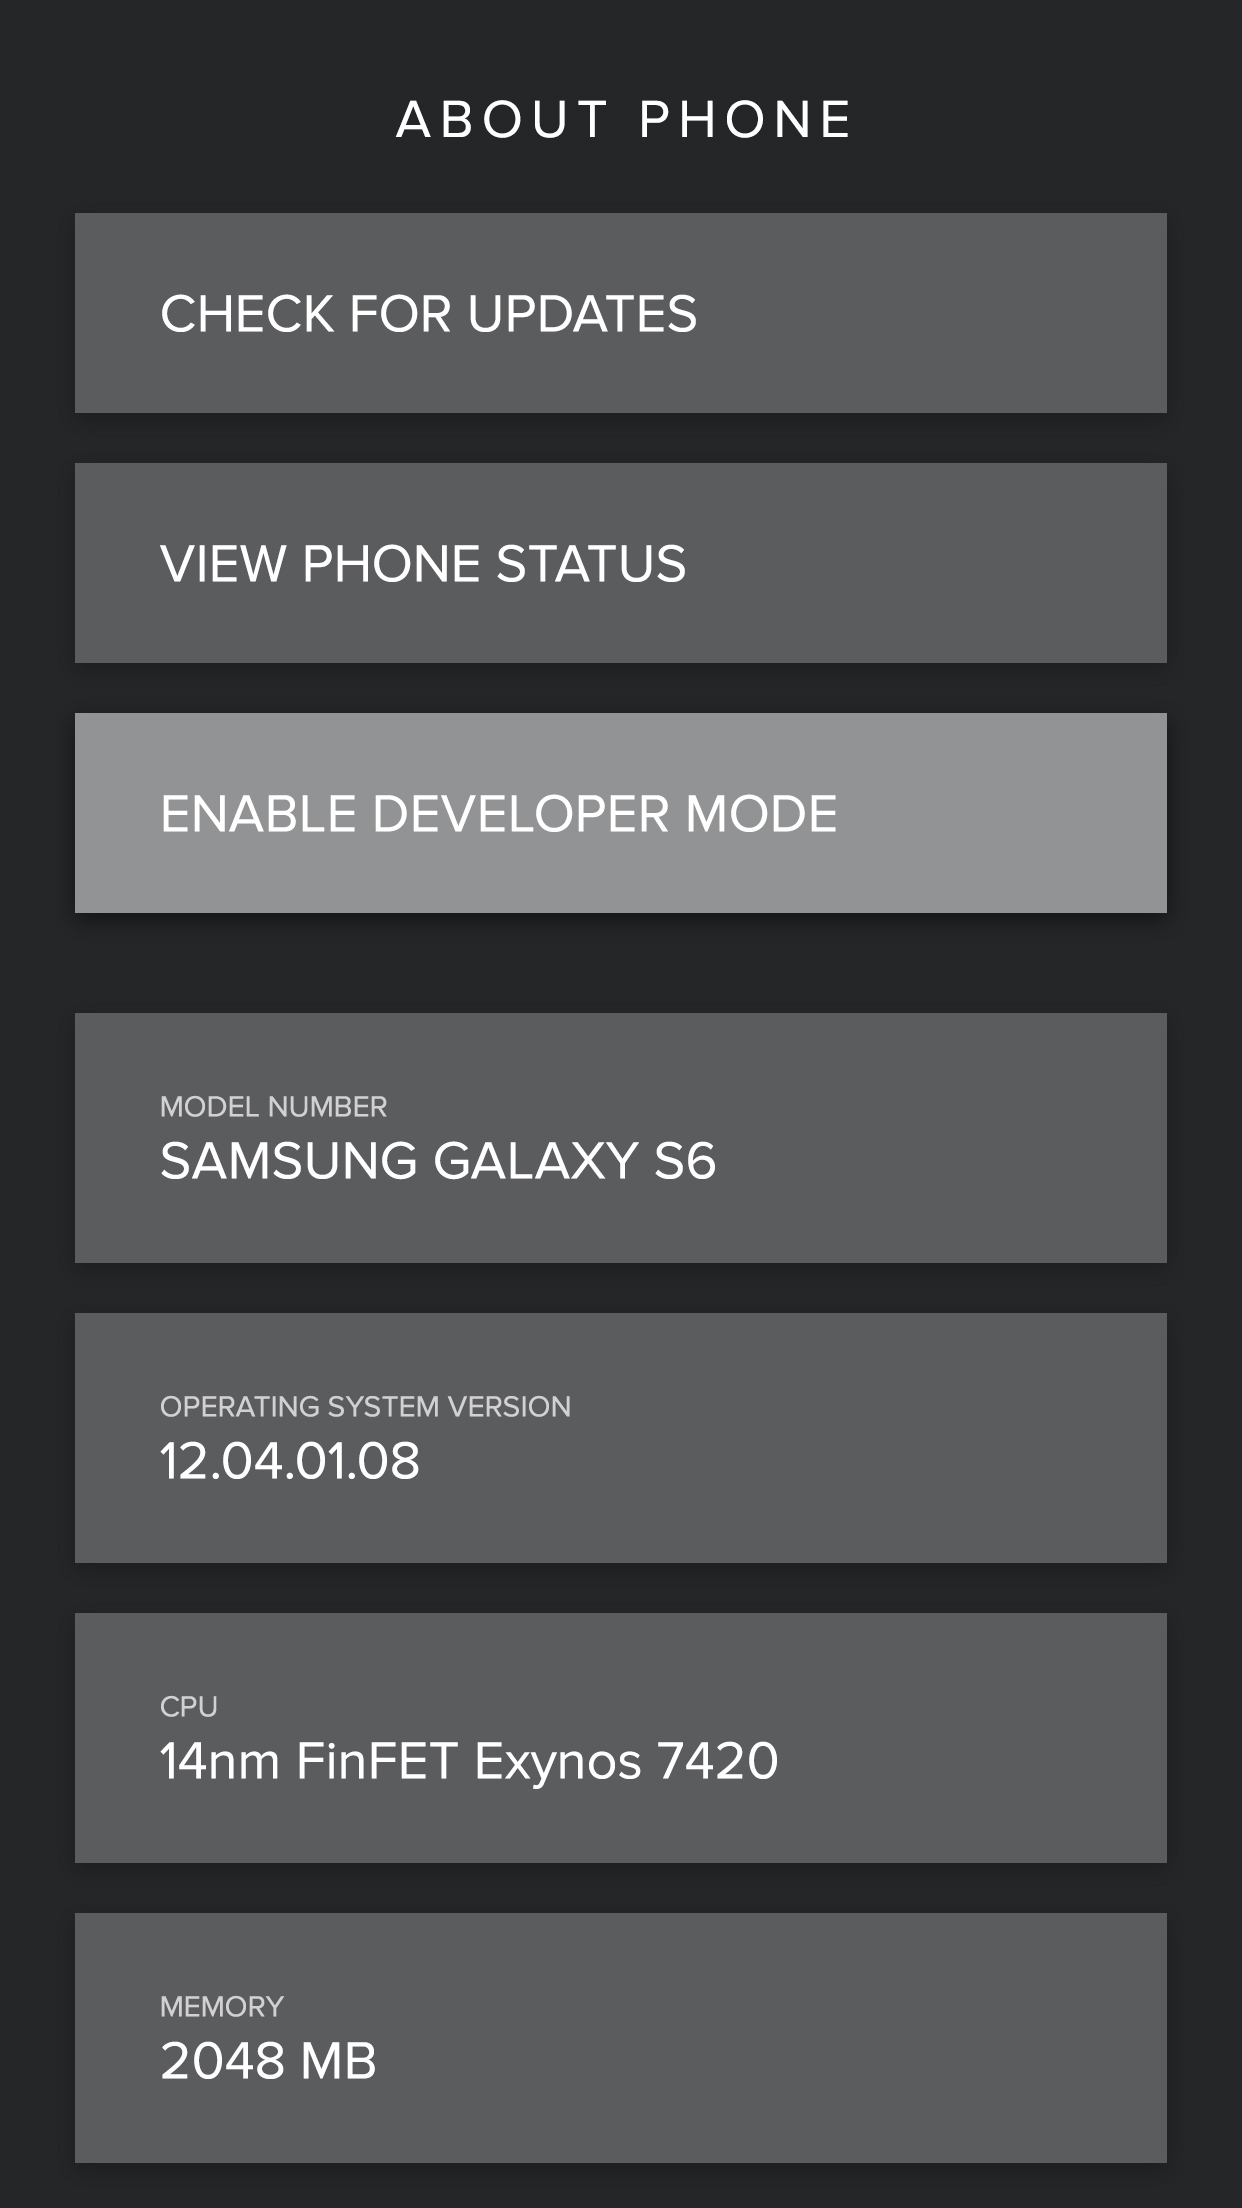 ABOUT PHONE
CHECK FOR UPDATES
VIEW PHONE STATUS
ENABLE DEVELOPER MODE
MODEL NUMBER
SAMSUNG GALAXY S6
OPERATING SYSTEM VERSION
12.04.01.08
CPU
14nm FinFET Exynos 7420
MEMORY
2048 MB